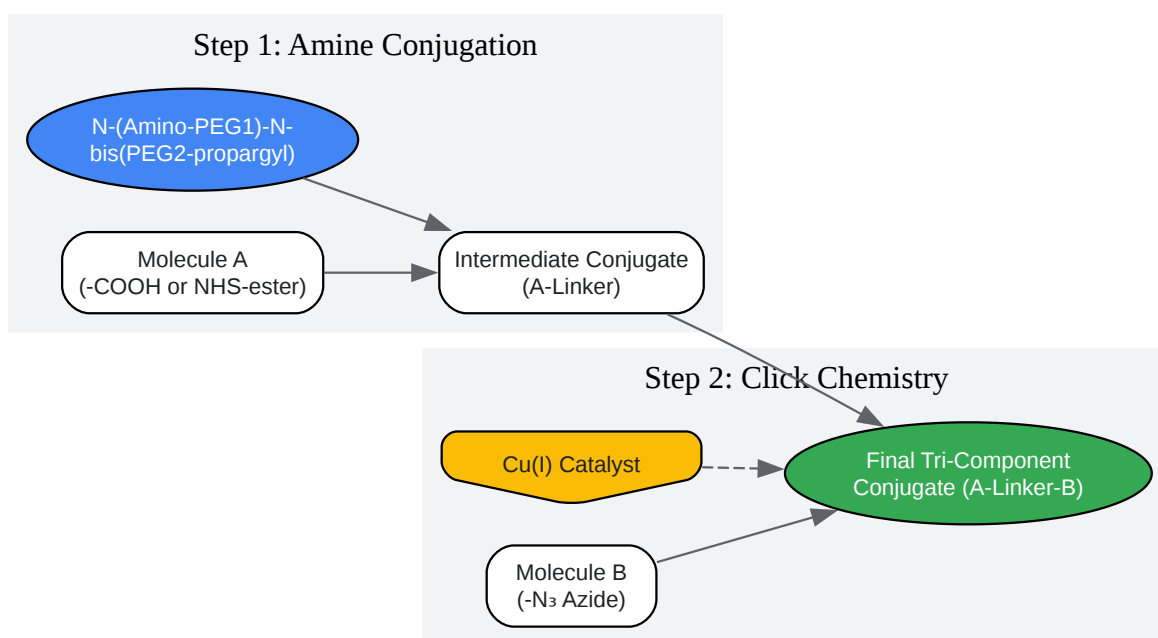 Step 1: Amine Conjugation
N-(Amino-PEG1)-N-
bis(PEG2-propargyl)
Molecule A
(-COOH or NHS-ester)
Intermediate Conjugate
(A-Linker)
Step 2: Click Chemistry
Cu(I) Catalyst
Final Tri-Component
Conjugate (A-Linker-B)
Molecule B
(-N₃ Azide)